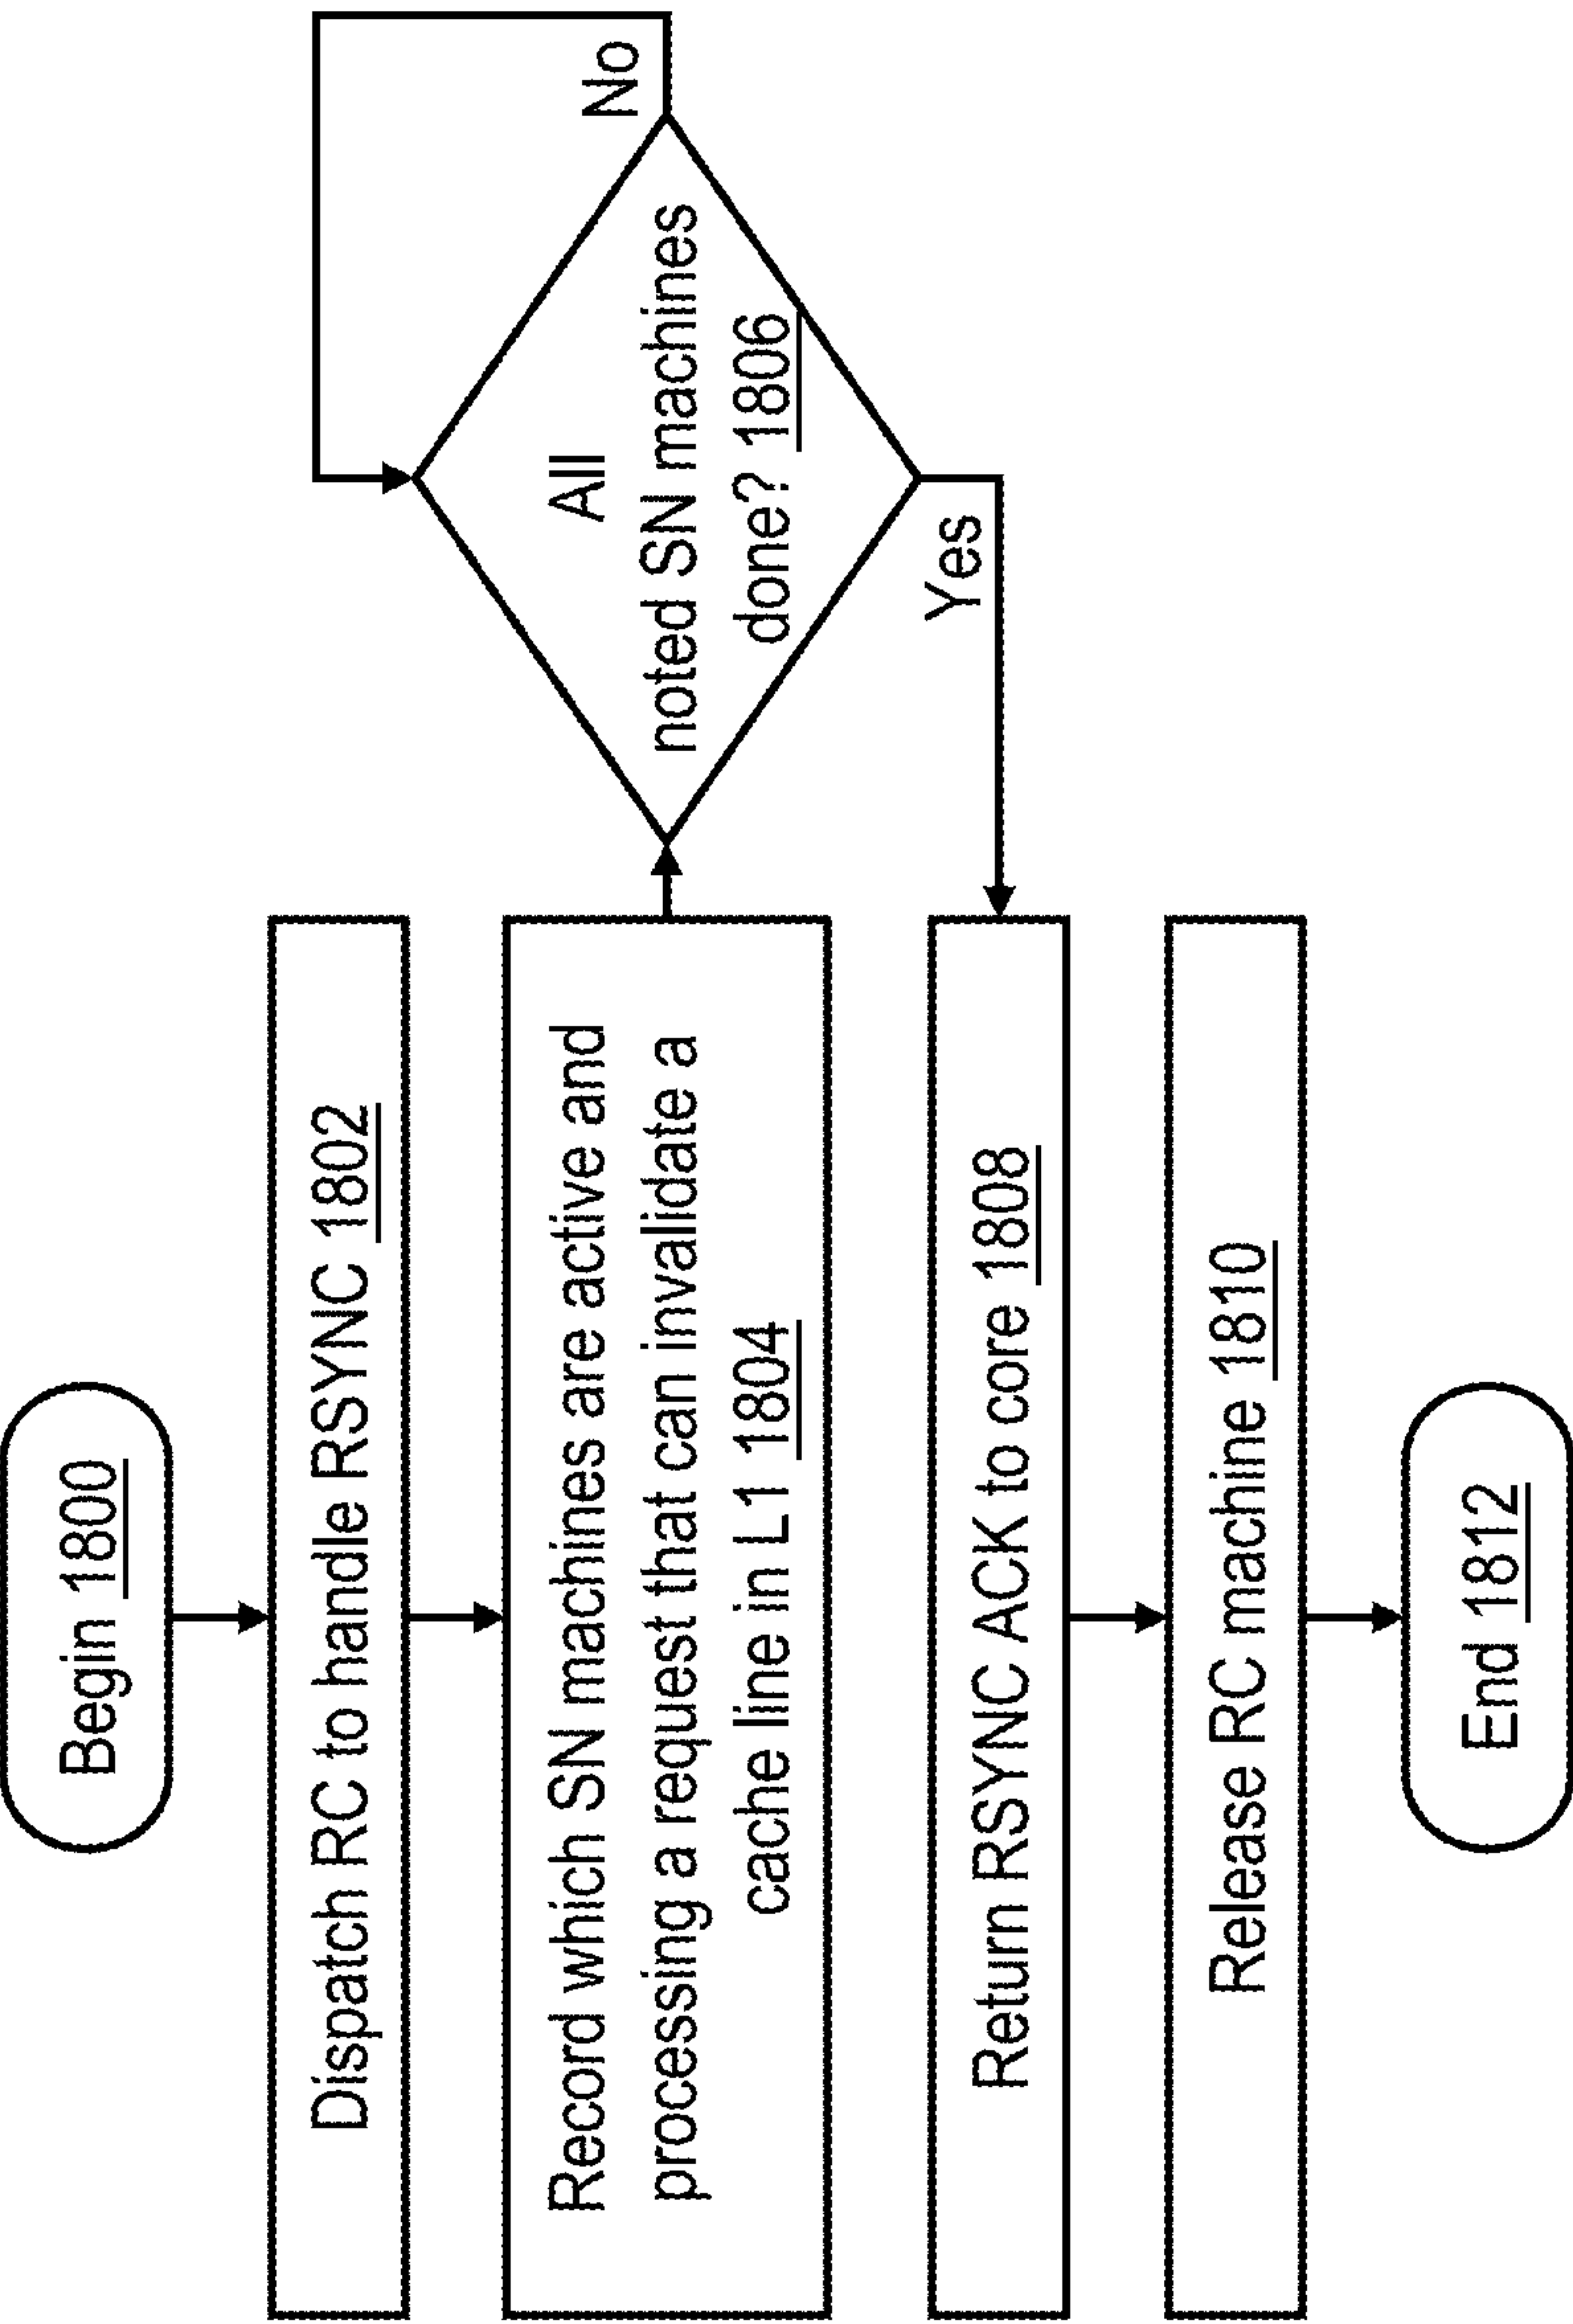 Begin 1800
Dispatch RC to handle RSYNC 1802
Record which SN machines are active and
processing a request that can invalidate a
cache line in L1 1804
All
noted SN machines
done? 1806
No
Yes
Return RSYNC ACK to core 1808
Release RC machine 1810
End 1812